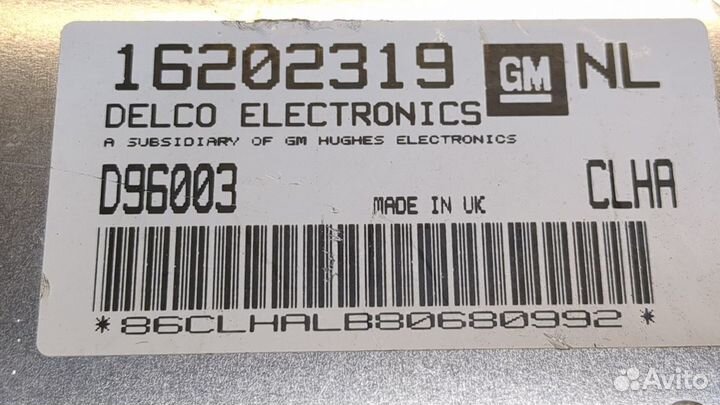 16202319 GM NL
DELCO ELECTRONICS
A SUBSIDIARY OF GM HUGHES ELECTRONICS
D96003 MADE IN UK CLHA
*86CLHALB80680992*
Avito